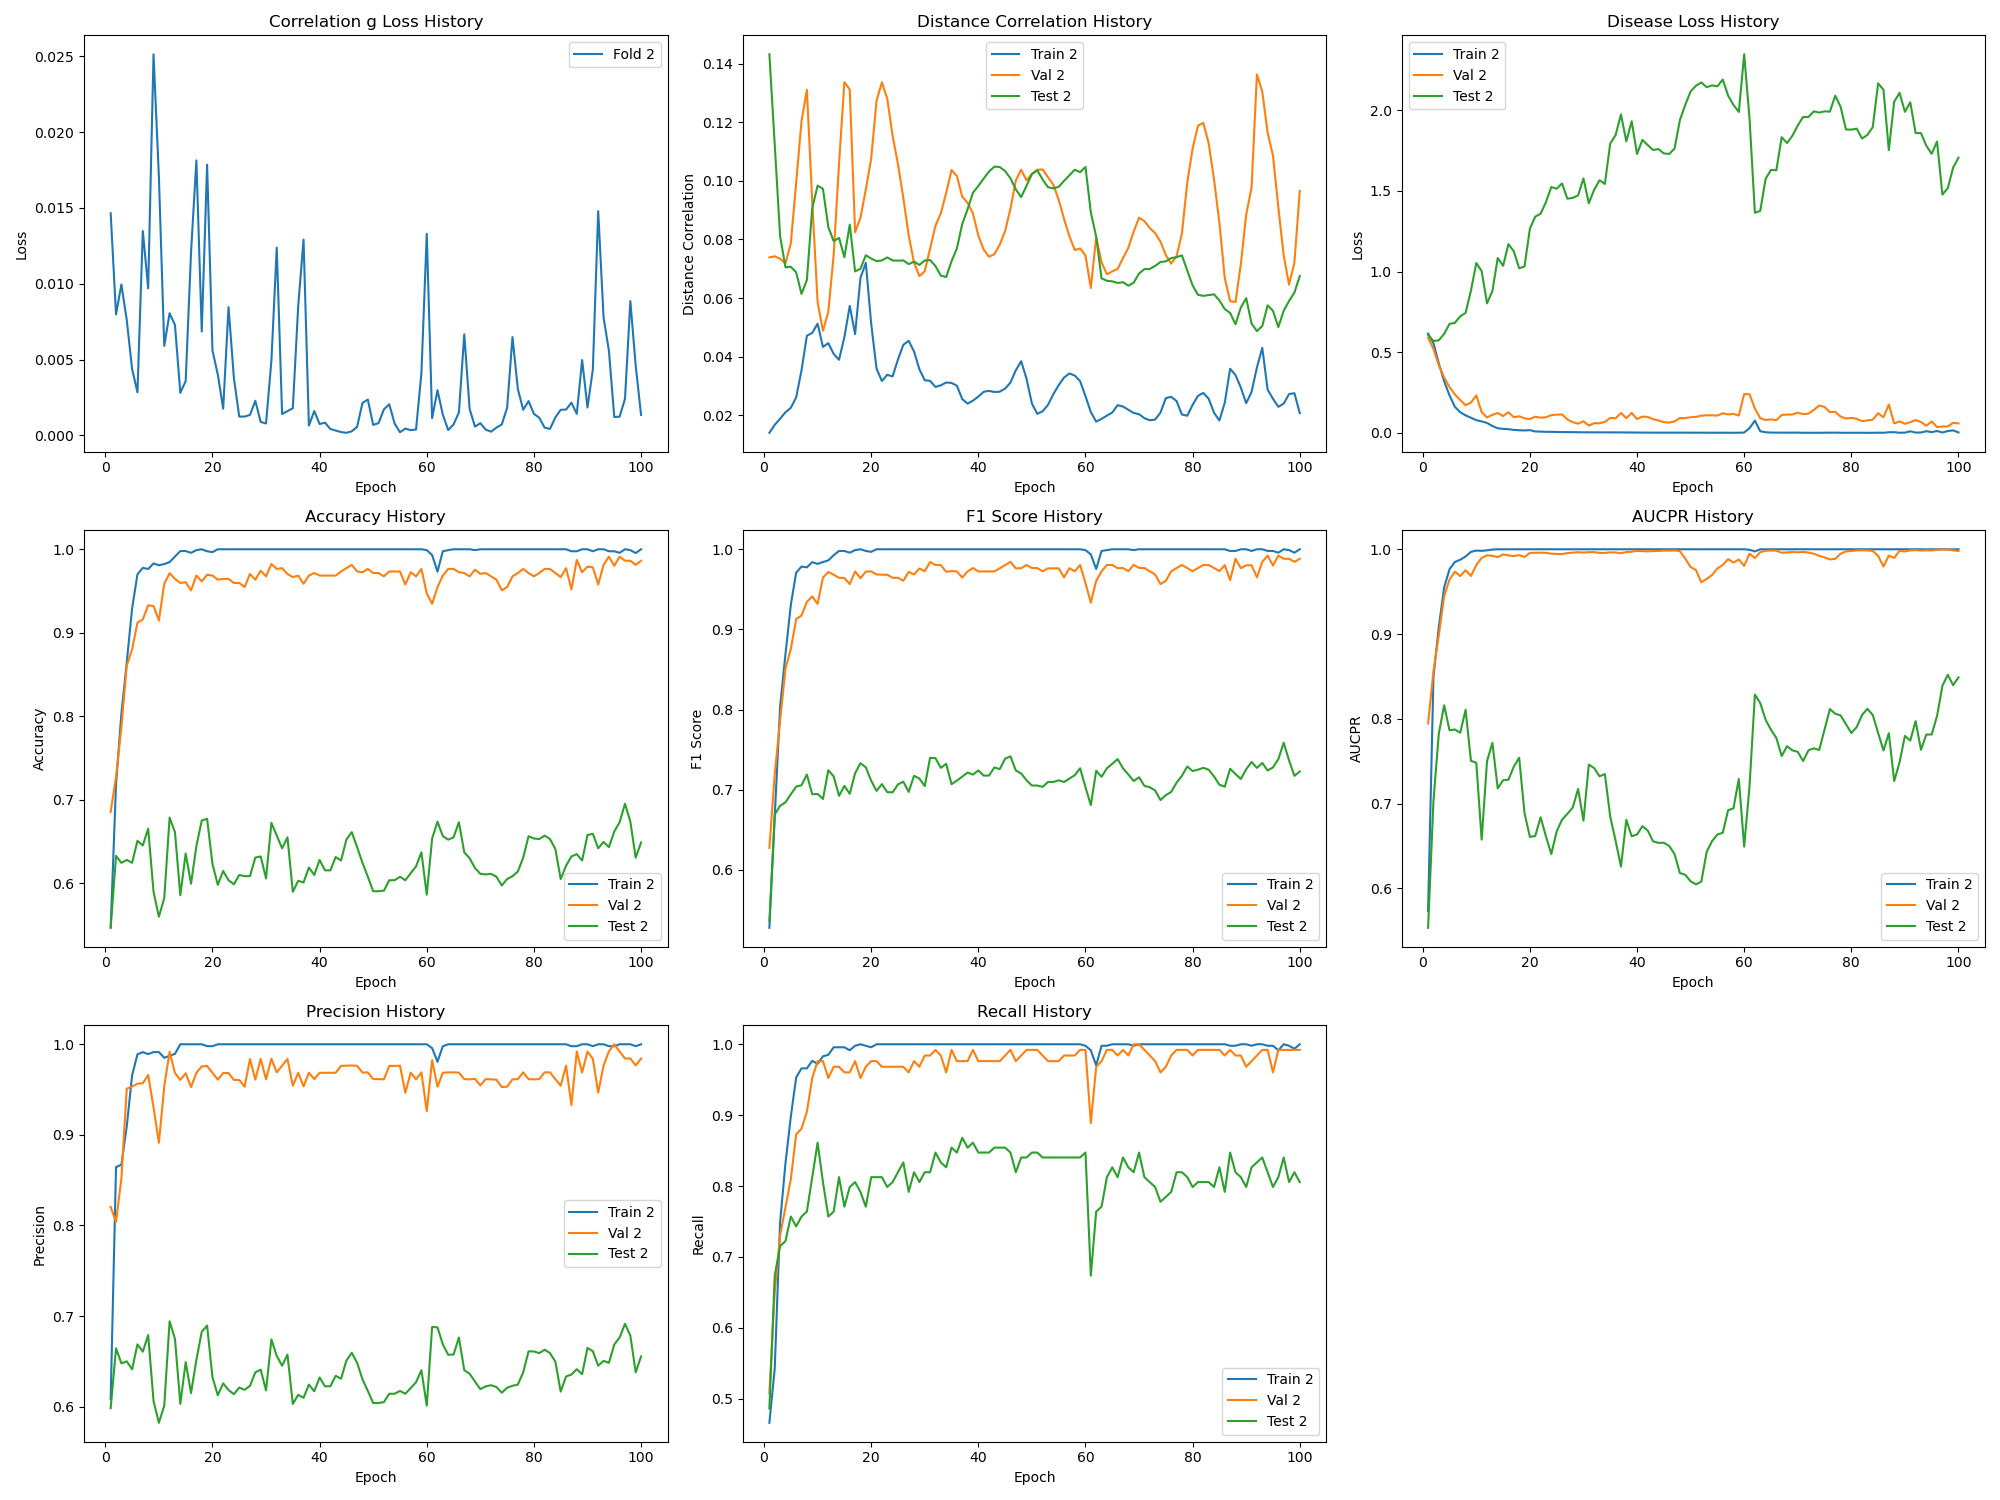 Correlation g Loss History
Fold 2
0.025
0.020
0.015
0.010
0.005
0.000
Loss
0 20 40 60 80 100
Epoch
Distance Correlation History
Train 2
Val 2
Test 2
0.14
0.12
0.10
0.08
0.06
0.04
0.02
Distance Correlation
0 20 40 60 80 100
Epoch
Disease Loss History
Train 2
Val 2
Test 2
2.0
1.5
1.0
0.5
0.0
Loss
0 20 40 60 80 100
Epoch
Accuracy History
1.0
0.9
0.8
0.7
0.6
Accuracy
Train 2
Val 2
Test 2
0 20 40 60 80 100
Epoch
F1 Score History
1.0
0.9
0.8
0.7
0.6
F1 Score
Train 2
Val 2
Test 2
0 20 40 60 80 100
Epoch
AUCPR History
1.0
0.9
0.8
0.7
0.6
AUCPR
Train 2
Val 2
Test 2
0 20 40 60 80 100
Epoch
Precision History
1.0
0.9
0.8
0.7
0.6
Precision
Train 2
Val 2
Test 2
0 20 40 60 80 100
Epoch
Recall History
1.0
0.9
0.8
0.7
0.6
0.5
Recall
Train 2
Val 2
Test 2
0 20 40 60 80 100
Epoch